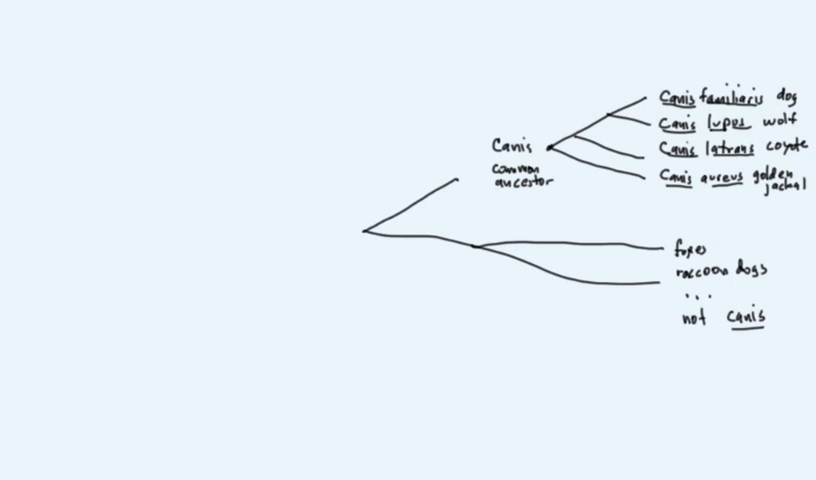 Canis familiaris dog
Canis lupus wolf
Canis latrans coyote
Canis aureus golden
jackal
Canis
common
ancestor
foxes
raccoon dogs
...
not canis